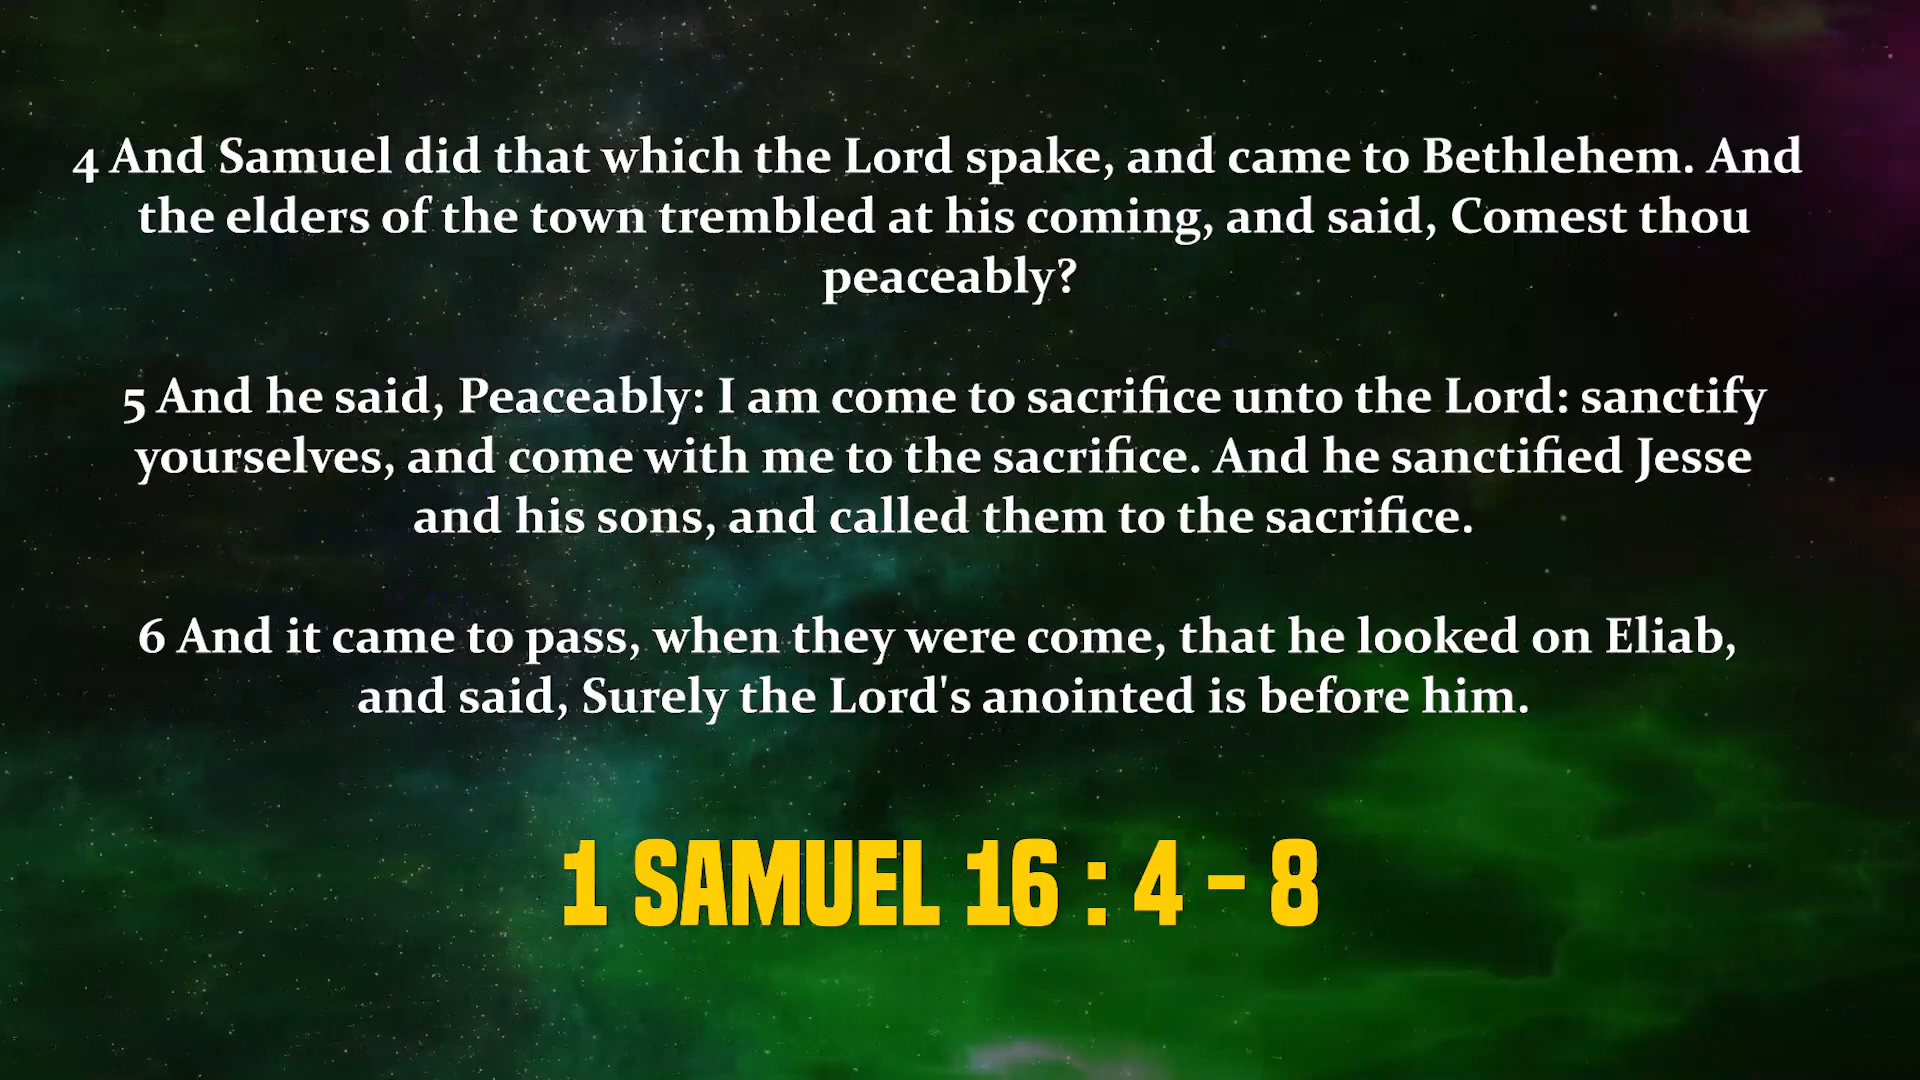 4 And Samuel did that which the Lord spake, and came to Bethlehem. And
the elders of the town trembled at his coming, and said, Comest thou
peaceably?
5 And he said, Peaceably: I am come to sacrifice unto the Lord: sanctify
yourselves, and come with me to the sacrifice. And he sanctified Jesse
and his sons, and called them to the sacrifice.
6 And it came to pass, when they were come, that he looked on Eliab,
and said, Surely the Lord's anointed is before him.
1 SAMUEL 16 : 4 - 8